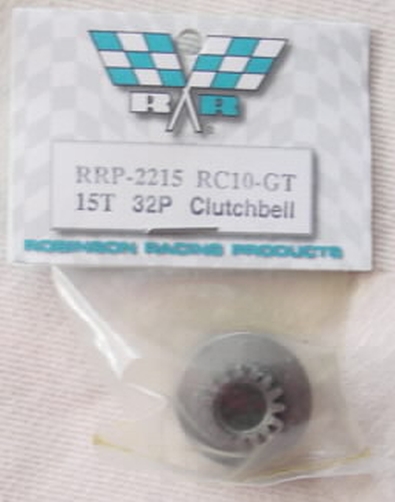 R R
RRP-2215 RC10-GT
15T 32P Clutchbell
ROBINSON RACING PRODUCTS